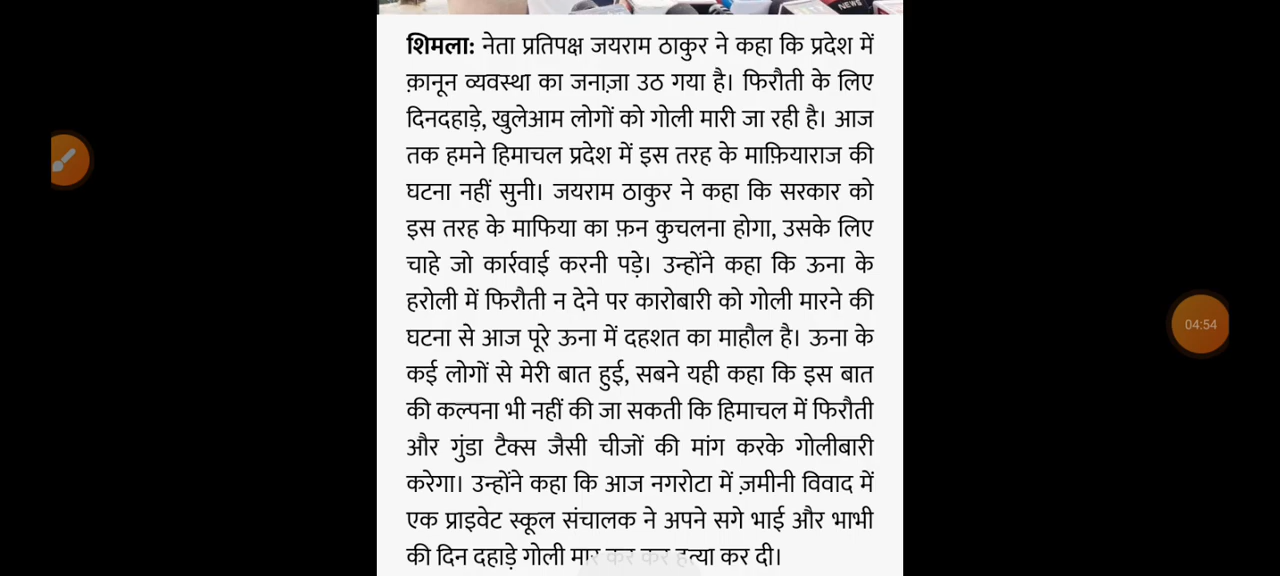 NEWS
शिमला: नेता प्रतिपक्ष जयराम ठाकुर ने कहा कि प्रदेश में
क़ानून व्यवस्था का जनाज़ा उठ गया है। फिरौती के लिए
दिनदहाड़े, खुलेआम लोगों को गोली मारी जा रही है। आज
तक हमने हिमाचल प्रदेश में इस तरह के माफ़ियाराज की
घटना नहीं सुनी। जयराम ठाकुर ने कहा कि सरकार को
इस तरह के माफिया का फ़न कुचलना होगा, उसके लिए
चाहे जो कार्रवाई करनी पड़े। उन्होंने कहा कि ऊना के
हरोली में फिरौती न देने पर कारोबारी को गोली मारने की
घटना से आज पूरे ऊना में दहशत का माहौल है। ऊना के
कई लोगों से मेरी बात हुई, सबने यही कहा कि इस बात
की कल्पना भी नहीं की जा सकती कि हिमाचल में फिरौती
और गुंडा टैक्स जैसी चीजों की मांग करके गोलीबारी
करेगा। उन्होंने कहा कि आज नगरोटा में ज़मीनी विवाद में
एक प्राइवेट स्कूल संचालक ने अपने सगे भाई और भाभी
की दिन दहाड़े गोली मार कर कर हत्या कर दी।
04:54